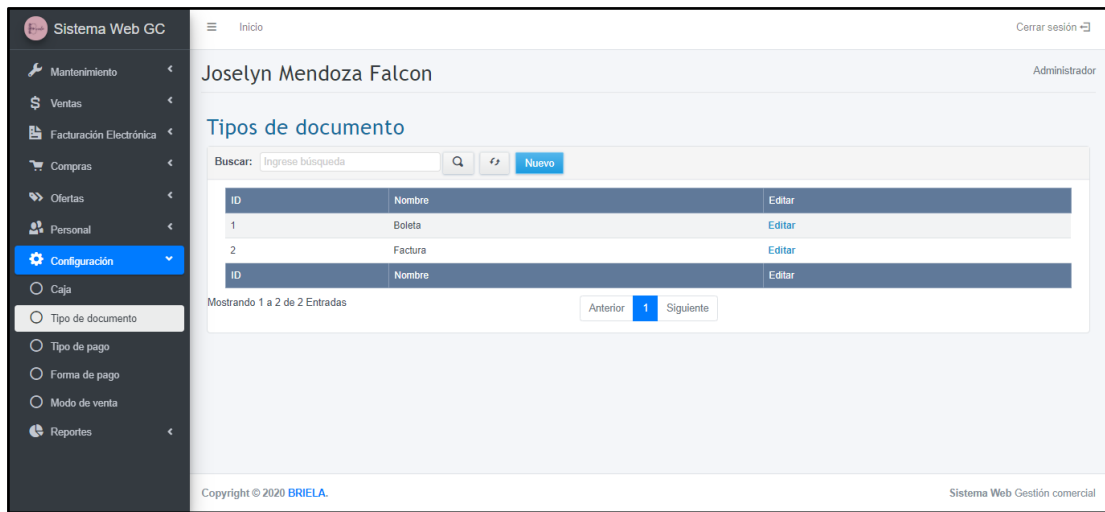 Sistema Web GC
Inicio
Cerrar sesión
Mantenimiento
Ventas
Facturación Electrónica
Compras
Ofertas
Personal
Configuración
Caja
Tipo de documento
Tipo de pago
Forma de pago
Modo de venta
Reportes
Joselyn Mendoza Falcon
Administrador
Tipos de documento
Buscar: Ingrese búsqueda Nuevo
ID Nombre Editar
1 Boleta Editar
2 Factura Editar
ID Nombre Editar
Mostrando 1 a 2 de 2 Entradas
Anterior 1 Siguiente
Copyright © 2020 BRIELA.
Sistema Web Gestión comercial